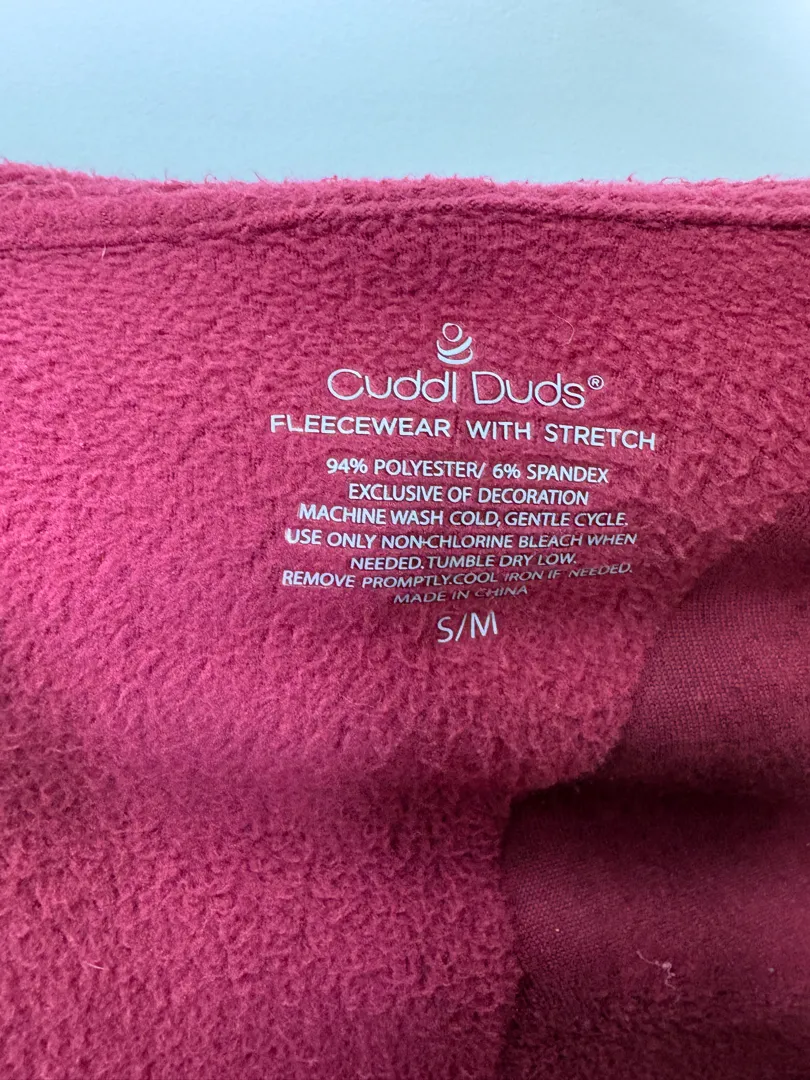 Cuddl Duds®
FLEECEWEAR WITH STRETCH
94% POLYESTER/ 6% SPANDEX
EXCLUSIVE OF DECORATION
MACHINE WASH COLD, GENTLE CYCLE.
USE ONLY NON-CHLORINE BLEACH WHEN
NEEDED. TUMBLE DRY LOW.
REMOVE PROMPTLY.COOL IRON IF NEEDED.
MADE IN CHINA
S/M